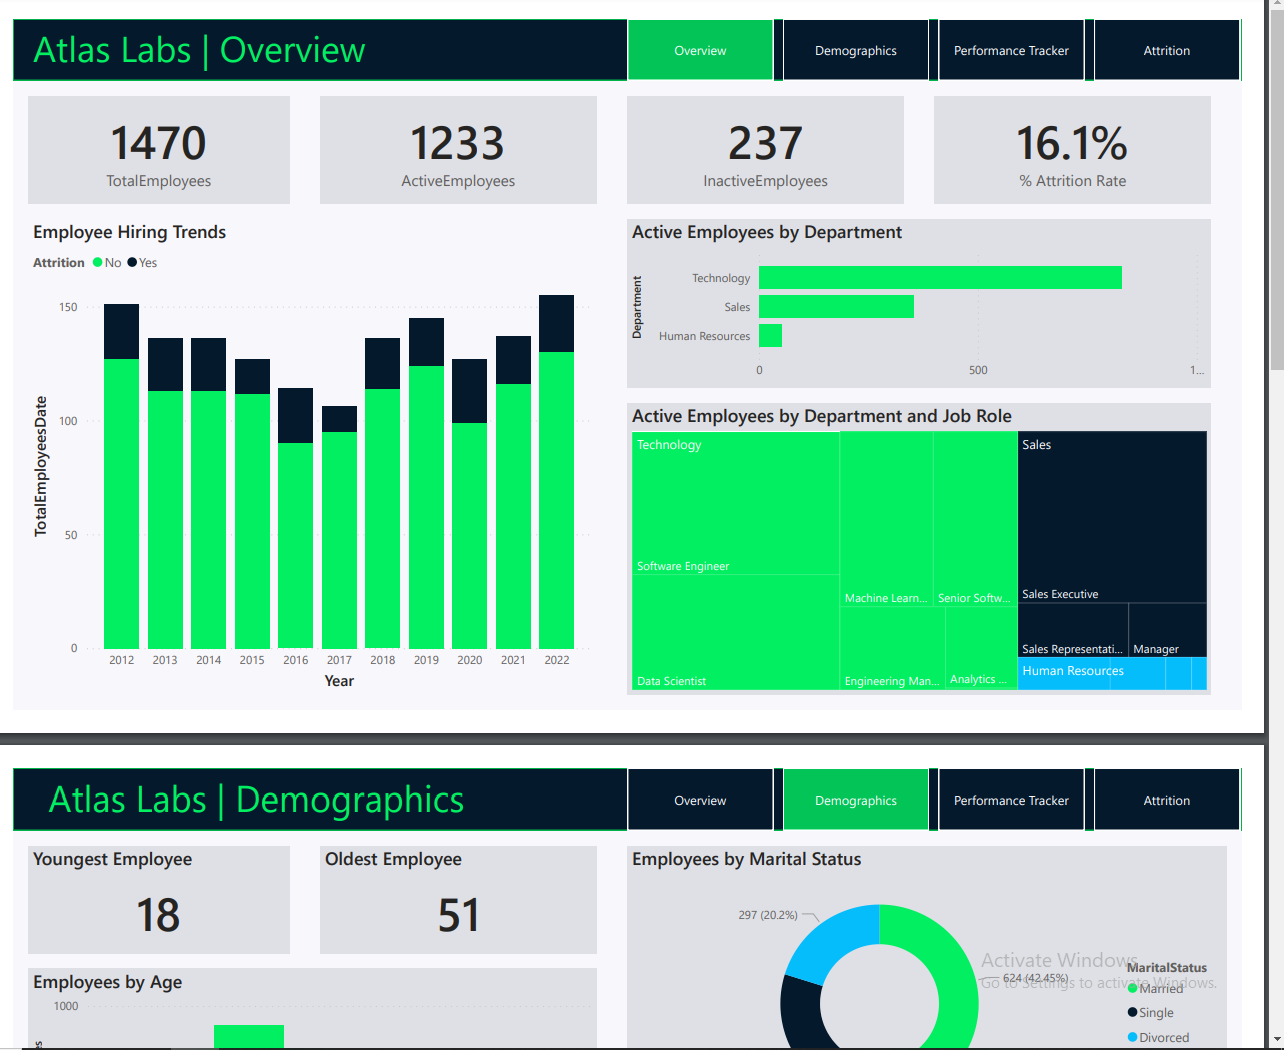 Atlas Labs | Overview
Overview
Demographics
Performance Tracker
Attrition
1470
TotalEmployees
1233
ActiveEmployees
237
InactiveEmployees
16.1%
% Attrition Rate
Employee Hiring Trends
Attrition No Yes
TotalEmployeesDate
150
100
50
0
2012 2013 2014 2015 2016 2017 2018 2019 2020 2021 2022
Year
Active Employees by Department
Department
Technology
Sales
Human Resources
0 500 1...
Active Employees by Department and Job Role
Technology
Software Engineer
Data Scientist
Machine Learn...
Senior Softw...
Engineering Man...
Analytics ...
Sales
Sales Executive
Sales Representati...
Manager
Human Resources
Atlas Labs | Demographics
Overview
Demographics
Performance Tracker
Attrition
Youngest Employee
18
Oldest Employee
51
Employees by Age
1000
Employees by Marital Status
297 (20.2%)
624 (42.45%)
MaritalStatus
Married
Single
Divorced
Activate Windows
Go to Settings to activate Windows.